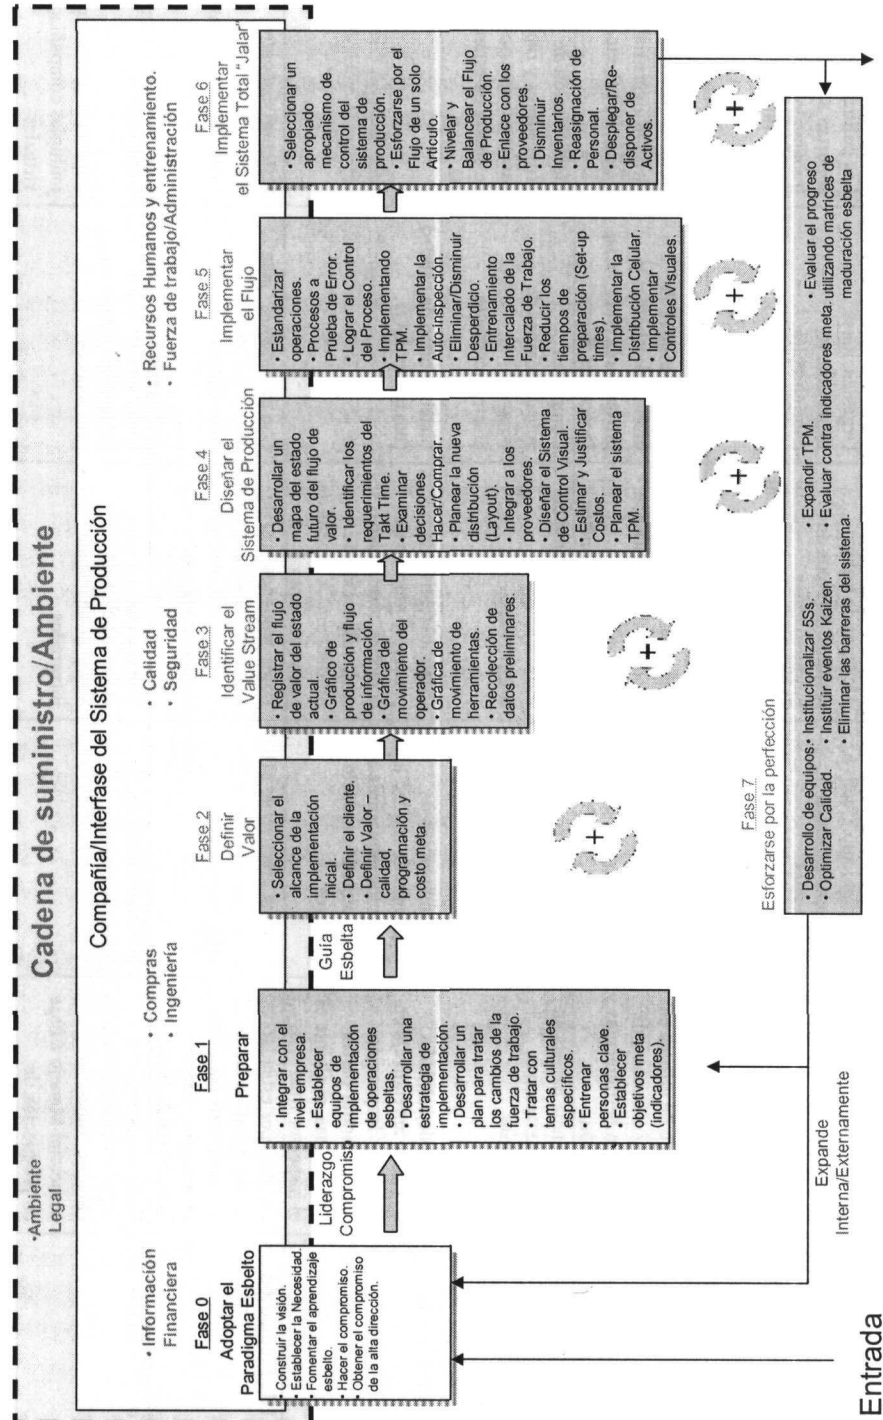 Cadena de suministro/Ambiente
•Ambiente
Legal
Compañía/Interfase del Sistema de Producción
• Información
Financiera
• Compras
• Ingeniería
• Calidad
• Seguridad
• Recursos Humanos y entrenamiento.
• Fuerza de trabajo/Administración
Fase 0
Adoptar el
Paradigma Esbelto
• Construir la visión.
• Establecer la Necesidad.
• Fomentar el aprendizaje
esbelto.
• Hacer el compromiso.
• Obtener el compromiso
de la alta dirección.
Liderazgo
Compromiso
Fase 1
Preparar
• Integrar con el
nivel empresa.
• Establecer
equipos de
implementación
de operaciones
esbeltas.
• Desarrollar una
estrategia de
implementación.
• Desarrollar un
plan para tratar
los cambios de la
fuerza de trabajo.
• Tratar con
temas culturales
específicos.
• Entrenar
personas clave.
• Establecer
objetivos meta
(indicadores).
Guía
Esbelta
Fase 2
Definir
Valor
• Seleccionar el
alcance de la
implementación
inicial.
• Definir el cliente.
• Definir Valor –
calidad,
programación y
costo meta.
Fase 3
Identificar el
Value Stream
• Registrar el flujo
de valor del estado
actual.
• Gráfico de
producción y flujo
de información.
• Gráfica del
movimiento del
operador.
• Gráfica de
movimiento de
herramientas.
• Recolección de
datos preliminares.
Fase 4
Diseñar el
Sistema de Producción
• Desarrollar un
mapa del estado
futuro del flujo de
valor.
• Identificar los
requerimientos del
Takt Time.
• Examinar
decisiones
Hacer/Comprar.
• Planear la nueva
distribución
(Layout).
• Integrar a los
proveedores.
• Diseñar el Sistema
de Control Visual.
• Estimar y Justificar
Costos.
• Planear el sistema
TPM.
Fase 5
Implementar
el Flujo
• Estandarizar
operaciones.
• Procesos a
Prueba de Error.
• Lograr el Control
del Proceso.
• Implementando
TPM.
• Implementar la
Auto-inspección.
• Eliminar/Disminuir
Desperdicio.
• Entrenamiento
Intercalado de la
Fuerza de Trabajo.
• Reducir los
tiempos de
preparación (Set-up
times).
• Implementar la
Distribución Celular.
• Implementar
Controles Visuales.
Fase 6
Implementar
el Sistema Total "Jalar"
• Seleccionar un
apropiado
mecanismo de
control del
sistema de
producción.
• Esforzarse por el
Flujo de un solo
Artículo.
• Nivelar y
Balancear el Flujo
de Producción.
• Enlace con los
proveedores.
• Disminuir
Inventarios.
• Reasignación de
Personal.
• Desplegar/Re-
disponer de
Activos.
+ + + + +
Fase 7
Esforzarse por la perfección
• Desarrollo de equipos.
• Optimizar Calidad.
• Institucionalizar 5Ss.
• Instituir eventos Kaizen.
• Eliminar las barreras del sistema.
• Expandir TPM.
• Evaluar contra indicadores meta.
• Evaluar el progreso
utilizando matrices de
maduración esbelta
Expande
Interna/Externamente
Entrada